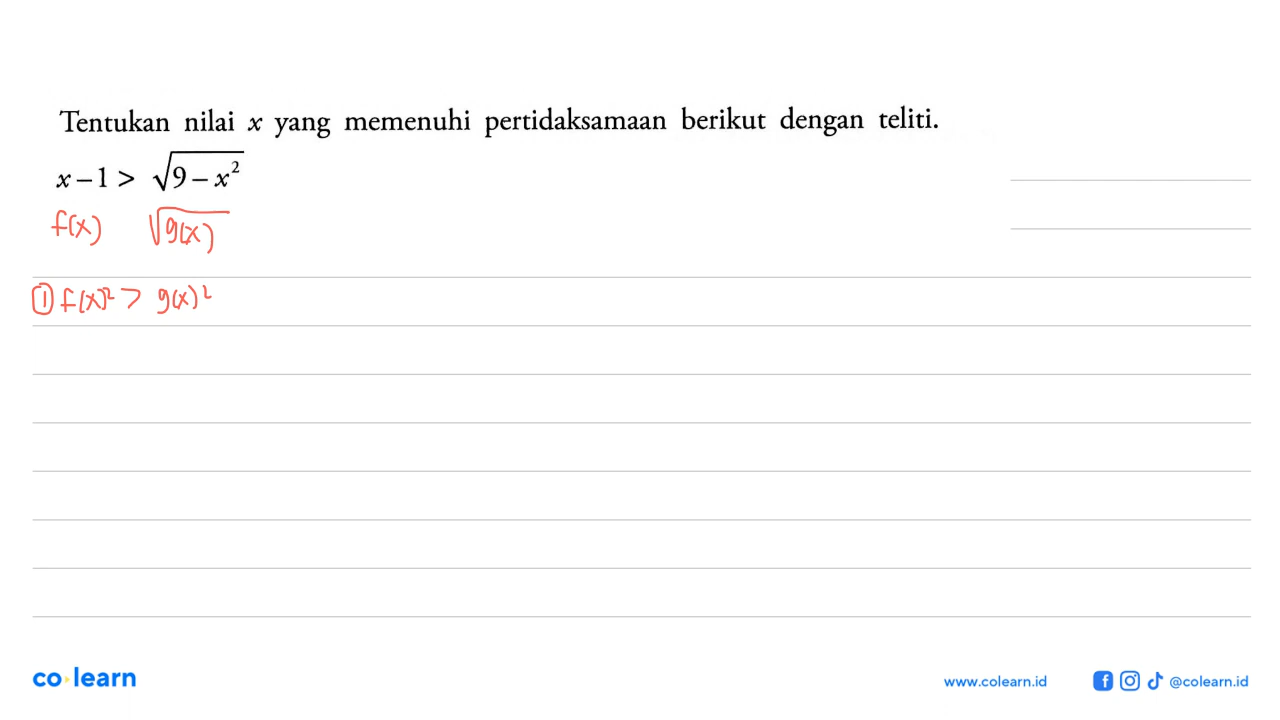 Tentukan nilai x yang memenuhi pertidaksamaan berikut dengan teliti.
x – 1 > √(9 – x²)
f(x) √g(x)
① f(x)² > g(x)²
co learn
www.colearn.id @colearn.id